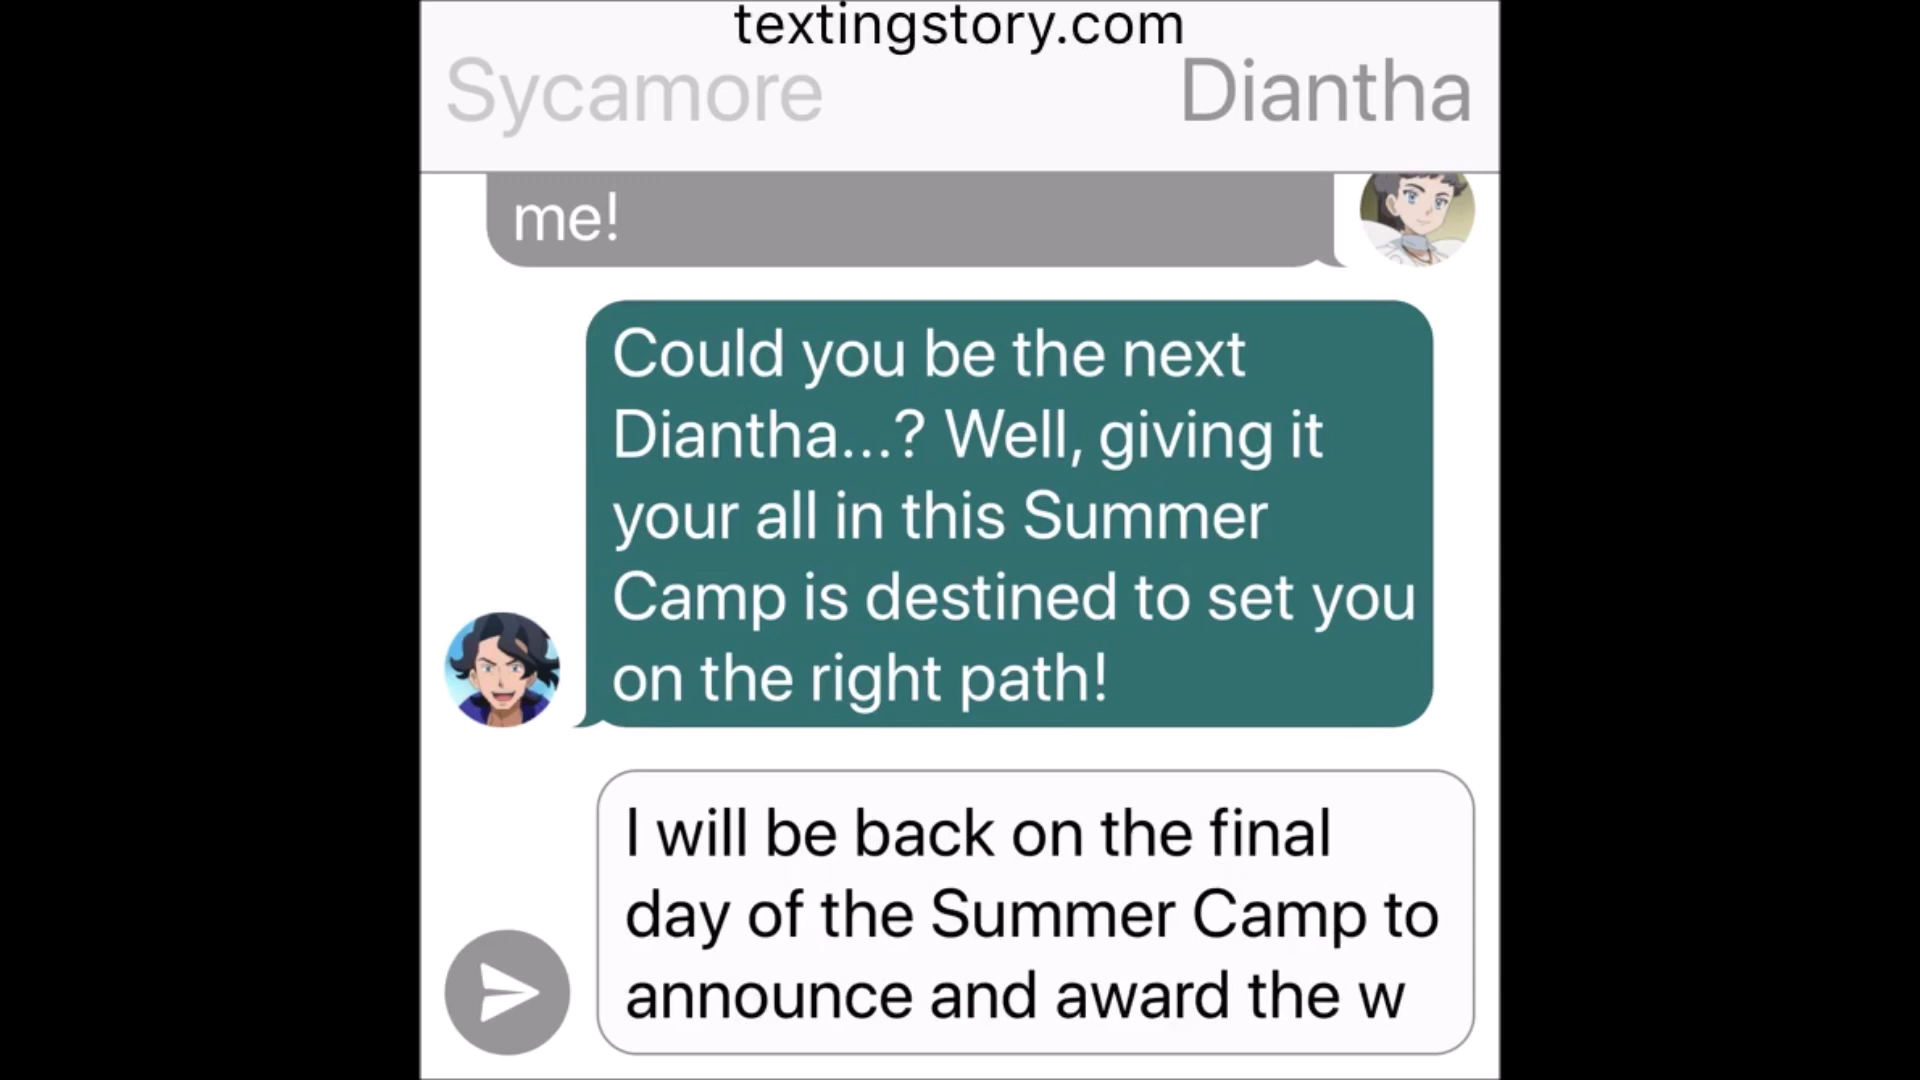 textingstory.com
Sycamore
Diantha
me!
Could you be the next
Diantha...? Well, giving it
your all in this Summer
Camp is destined to set you
on the right path!
I will be back on the final
day of the Summer Camp to
announce and award the w